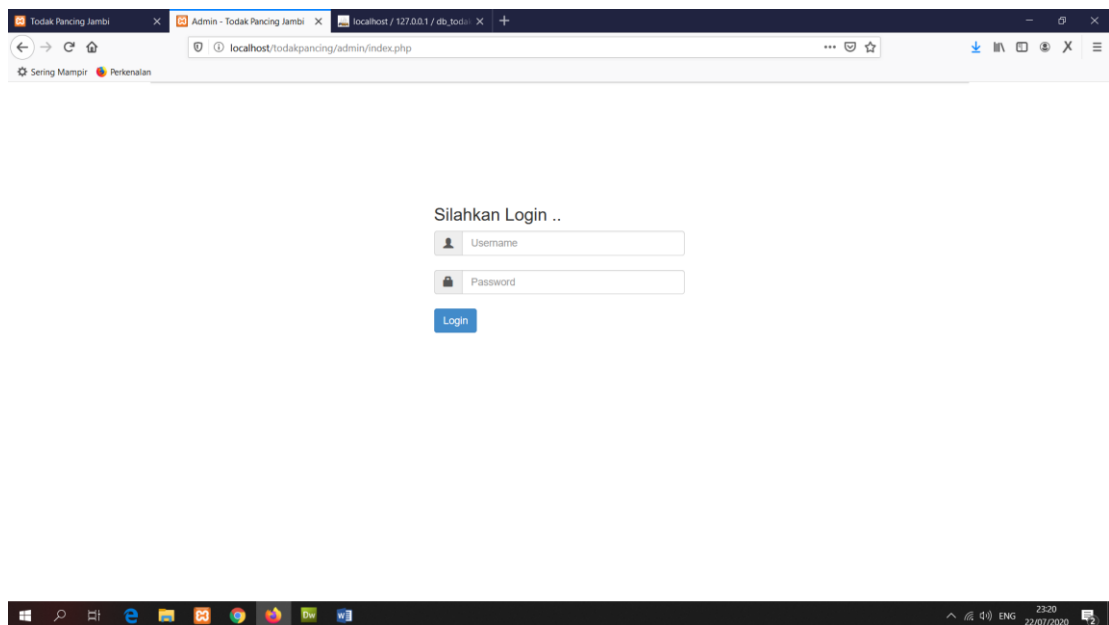 Todak Pancing Jambi
Admin - Todak Pancing Jambi
localhost / 127.0.0.1 / db_todak
localhost/todakpancing/admin/index.php
Sering Mampir Perkenalan
Silahkan Login ..
Username
Password
Login
ENG
23:20
22/07/2020